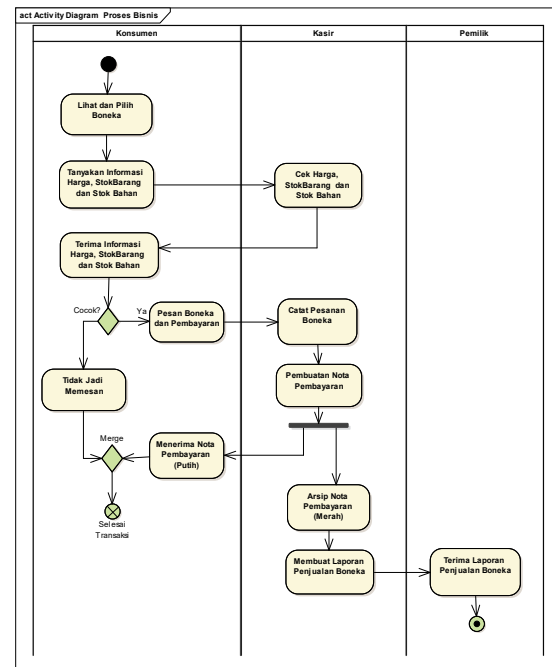 act Activity Diagram Proses Bisnis
Konsumen
Kasir
Pemilik
Lihat dan Pilih
Boneka
Tanyakan Informasi
Harga, StokBarang
dan Stok Bahan
Cek Harga,
StokBarang dan
Stok Bahan
Terima Informasi
Harga, StokBarang
dan Stok Bahan
Cocok?
Ya
Pesan Boneka
dan Pembayaran
Catat Pesanan
Boneka
Tidak Jadi
Memesan
Pembuatan Nota
Pembayaran
Merge
Menerima Nota
Pembayaran
(Putih)
Selesai
Transaksi
Arsip Nota
Pembayaran
(Merah)
Membuat Laporan
Penjualan Boneka
Terima Laporan
Penjualan Boneka